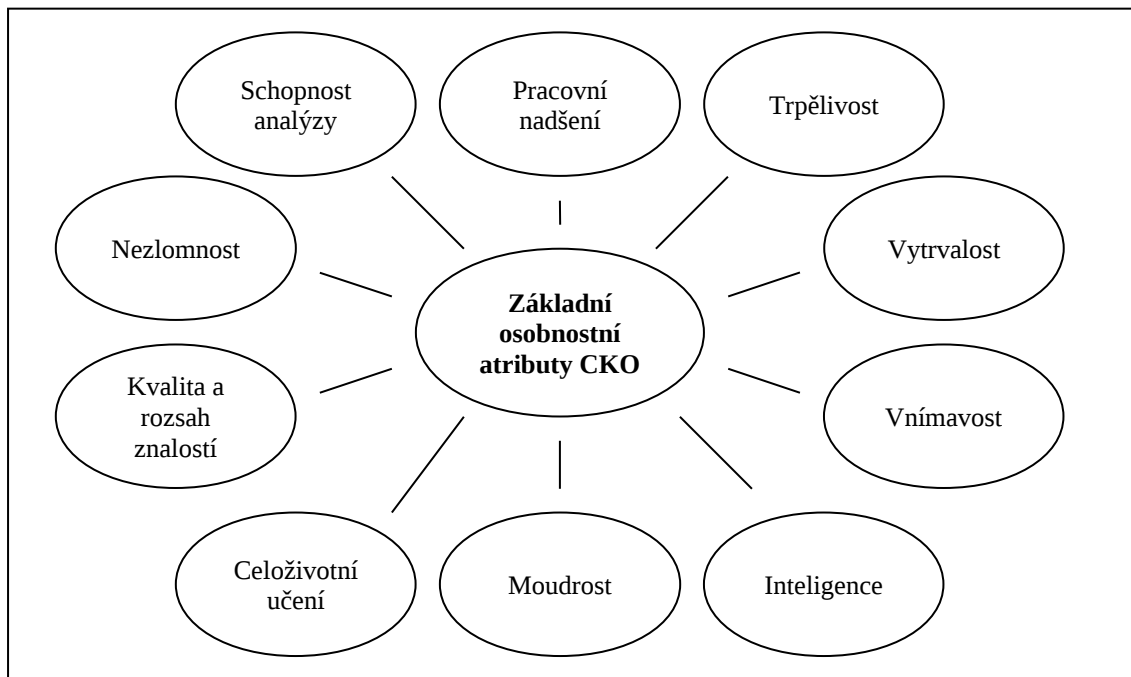 Schopnost
analýzy
Pracovní
nadšení
Trpělivost
Nezlomnost
Vytrvalost
Základní
osobnostní
atributy CKO
Kvalita a
rozsah
znalostí
Vnímavost
Celoživotní
učení
Moudrost
Inteligence